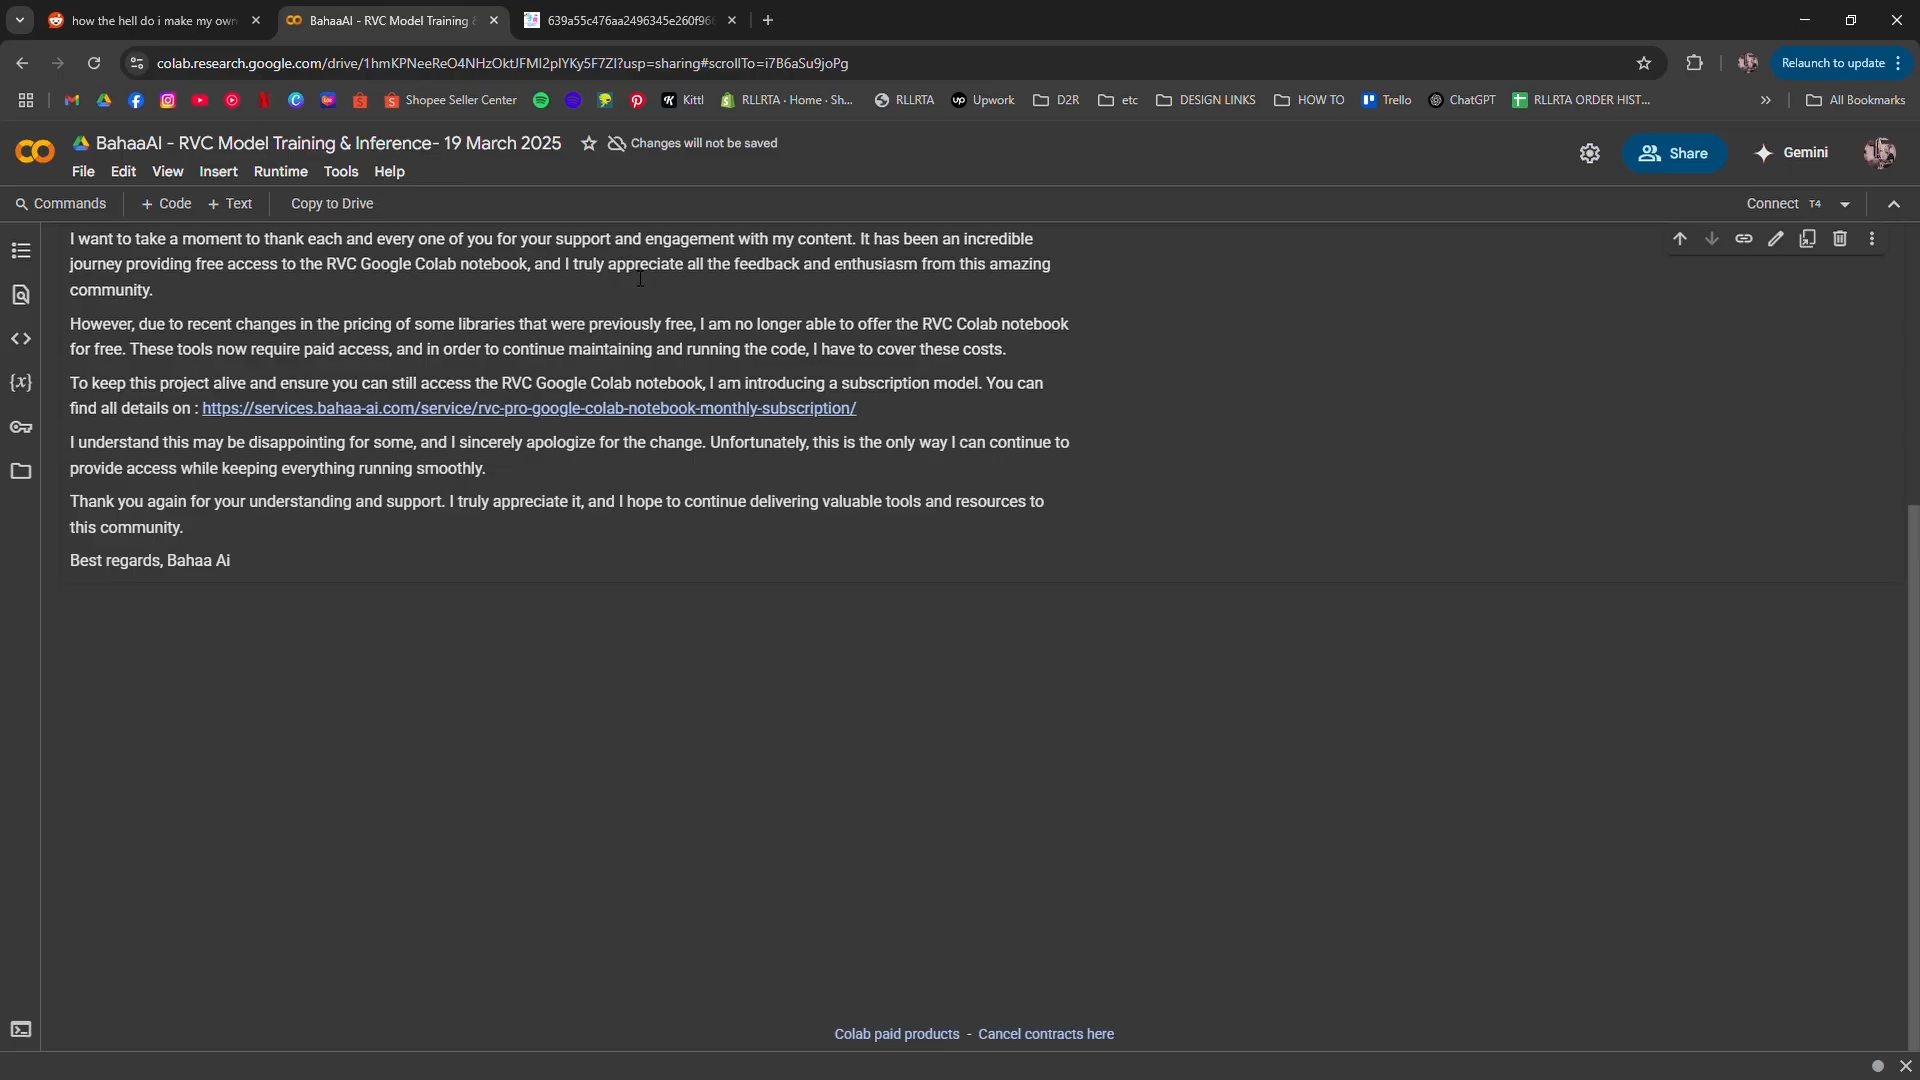 how the hell do i make my own
BahaaAI - RVC Model Training &
639a55c476aa2496345e260f96
colab.research.google.com/drive/1hmKPNeeReO4NHzOktJFMI2pIYKy5F7ZI?usp=sharing#scrollTo=i7B6aSu9joPg
Relaunch to update
Shopee Seller Center
Kittl
RLLRTA · Home · Sh...
RLLRTA
Upwork
D2R
etc
DESIGN LINKS
HOW TO
Trello
ChatGPT
RLLRTA ORDER HIST...
All Bookmarks
BahaaAI - RVC Model Training & Inference- 19 March 2025
Changes will not be saved
Share
Gemini
File Edit View Insert Runtime Tools Help
Commands + Code + Text Copy to Drive
Connect T4
I want to take a moment to thank each and every one of you for your support and engagement with my content. It has been an incredible
journey providing free access to the RVC Google Colab notebook, and I truly appreciate all the feedback and enthusiasm from this amazing
community.
However, due to recent changes in the pricing of some libraries that were previously free, I am no longer able to offer the RVC Colab notebook
for free. These tools now require paid access, and in order to continue maintaining and running the code, I have to cover these costs.
To keep this project alive and ensure you can still access the RVC Google Colab notebook, I am introducing a subscription model. You can
find all details on : https://services.bahaa-ai.com/service/rvc-pro-google-colab-notebook-monthly-subscription/
I understand this may be disappointing for some, and I sincerely apologize for the change. Unfortunately, this is the only way I can continue to
provide access while keeping everything running smoothly.
Thank you again for your understanding and support. I truly appreciate it, and I hope to continue delivering valuable tools and resources to
this community.
Best regards, Bahaa Ai
Colab paid products - Cancel contracts here